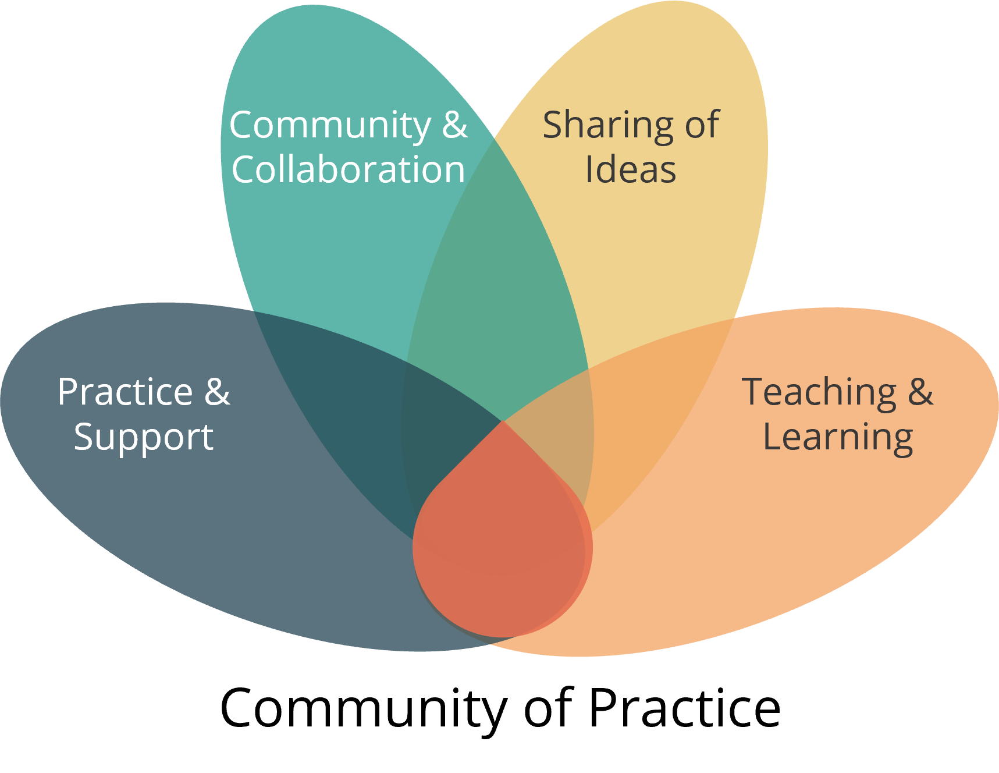 Community &
Collaboration
Sharing of
Ideas
Practice &
Support
Teaching &
Learning
Community of Practice